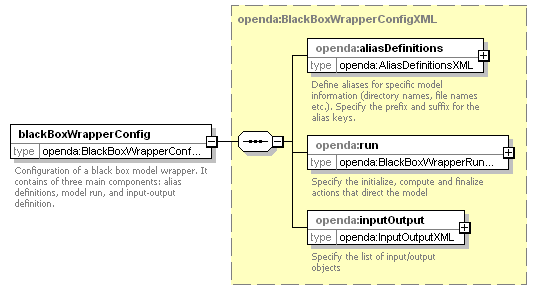 openda:BlackBoxWrapperConfigXML
openda:aliasDefinitions
type openda:AliasDefinitionsXML
Define aliases for specific model
information (directory names, file names
etc.). Specify the prefix and suffix for the
alias keys.
blackBoxWrapperConfig
type openda:BlackBoxWrapperConf...
Configuration of a black box model wrapper. It
contains of three main components: alias
definitions, model run, and input-output
definition.
openda:run
type openda:BlackBoxWrapperRun...
Specify the initialize, compute and finalize
actions that direct the model
openda:inputOutput
type openda:InputOutputXML
Specify the list of input/output
objects